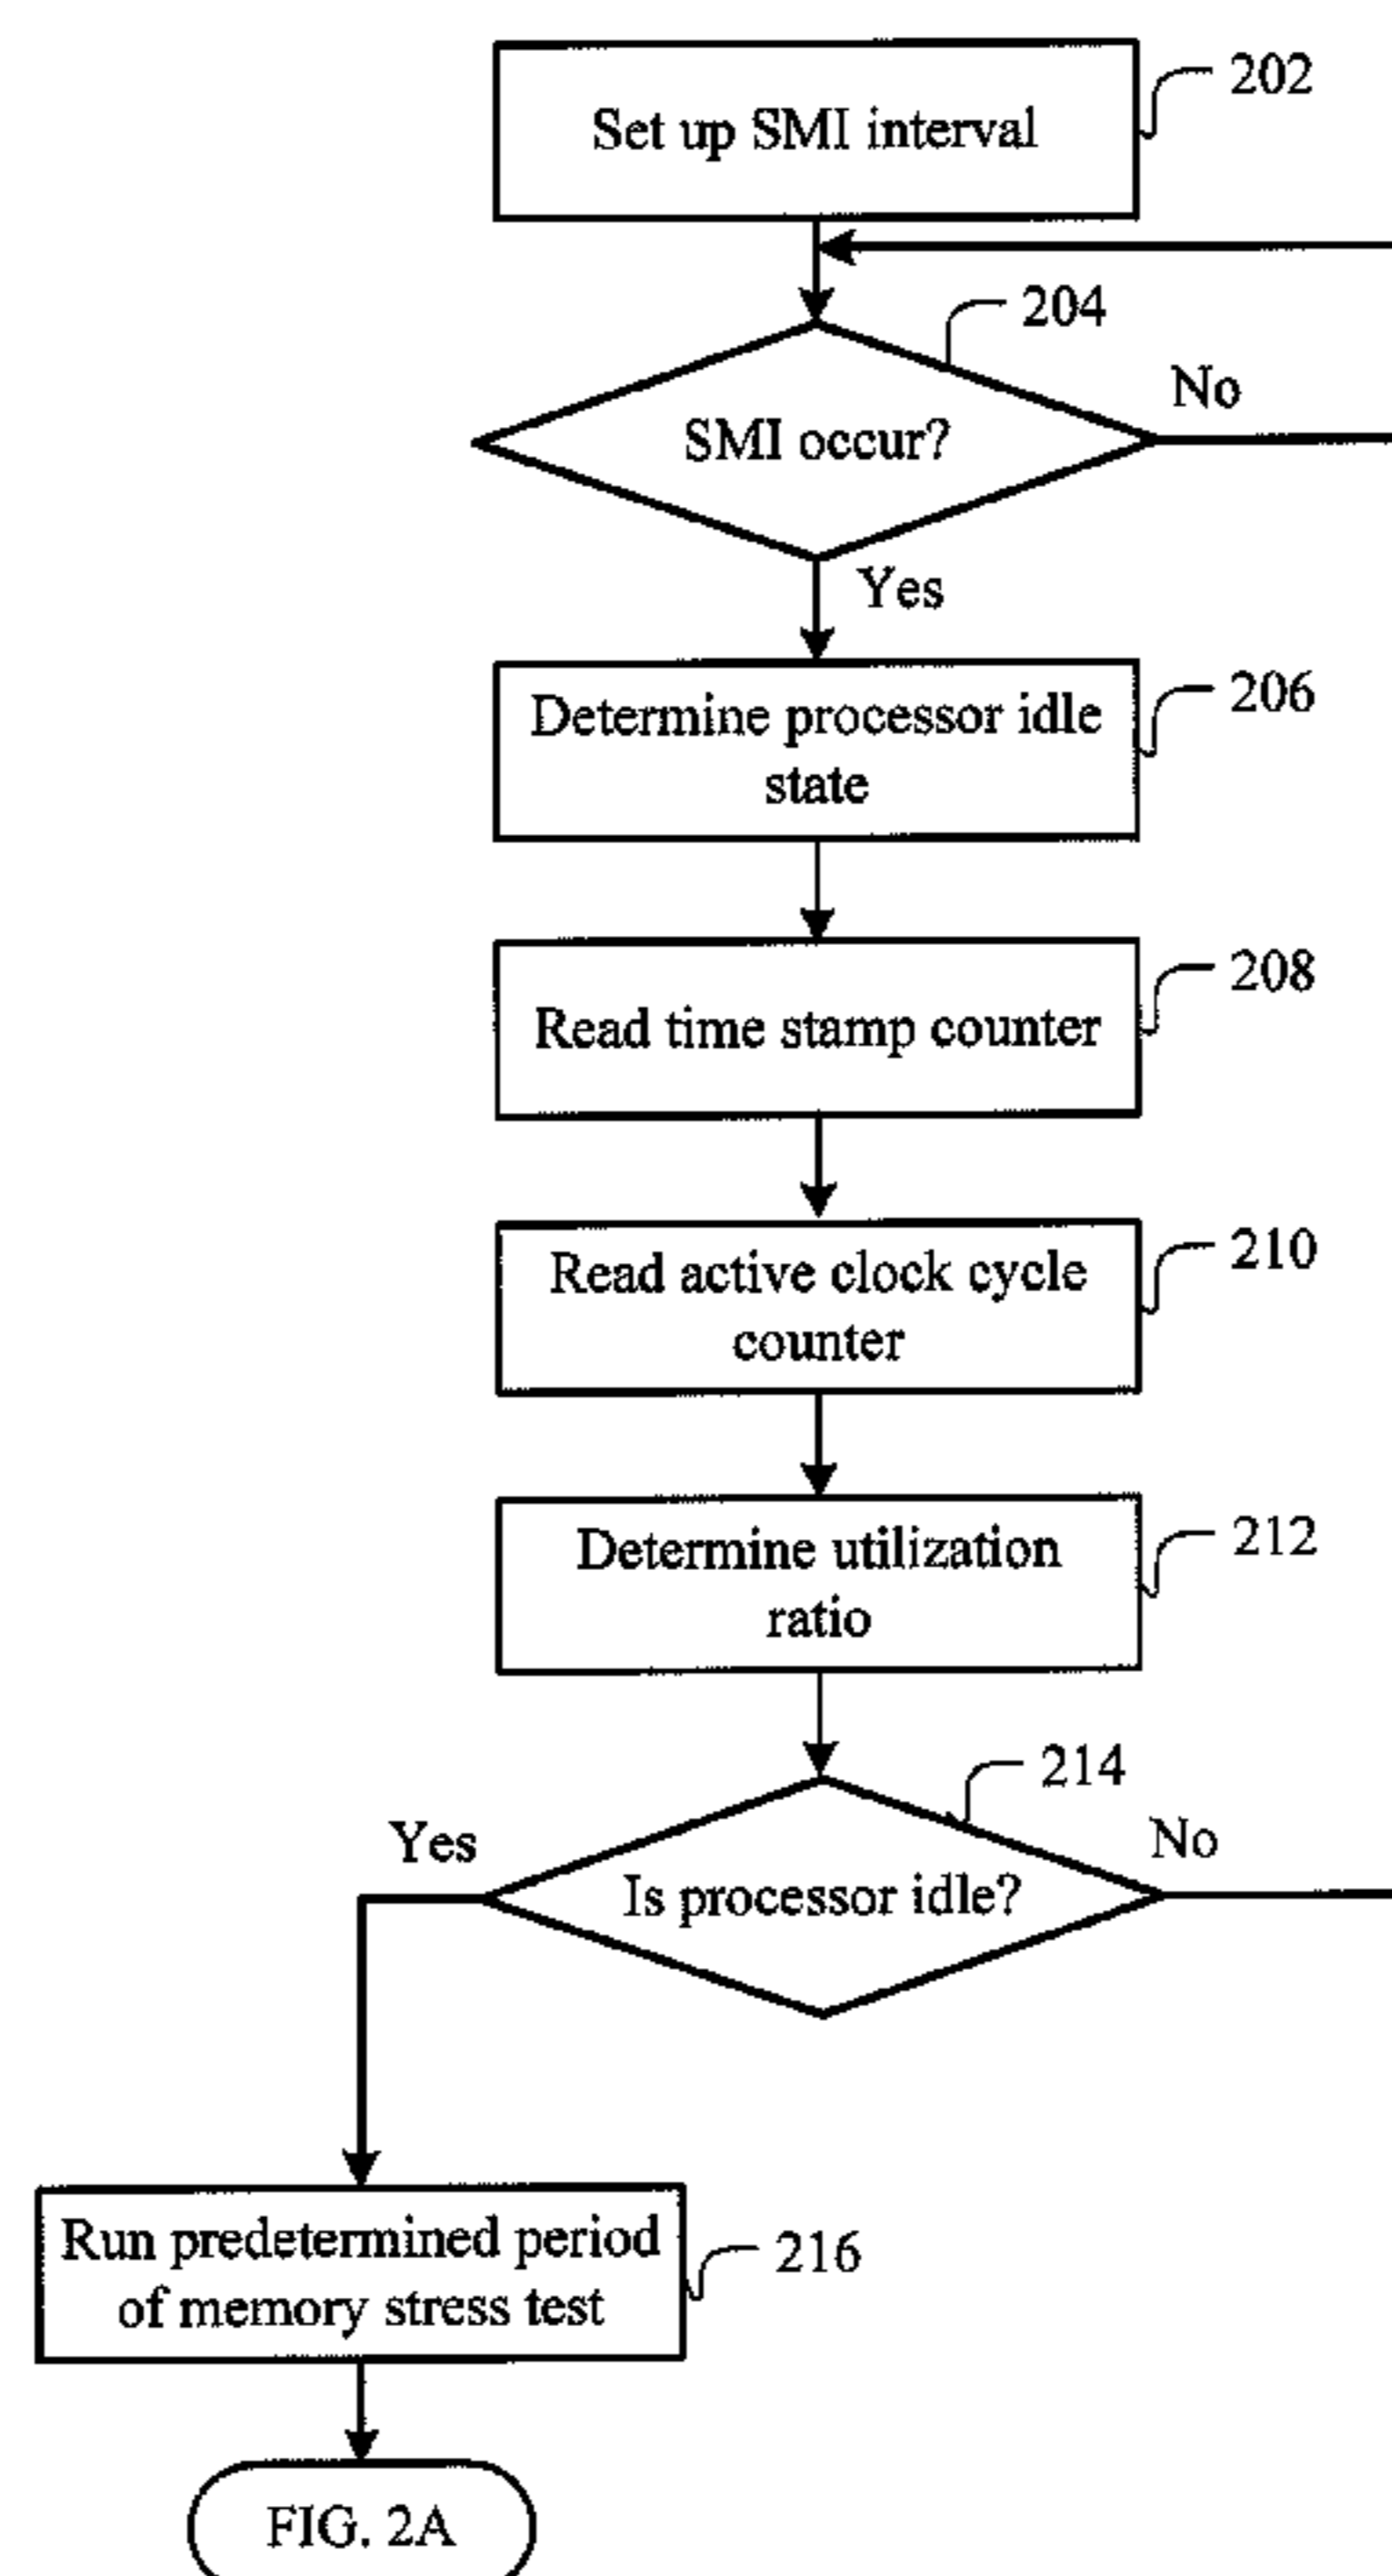 Set up SMI interval
202
204
SMI occur?
No
Yes
Determine processor idle
state
206
Read time stamp counter
208
Read active clock cycle
counter
210
Determine utilization
ratio
212
214
Yes
Is processor idle?
No
Run predetermined period
of memory stress test
216
FIG. 2A